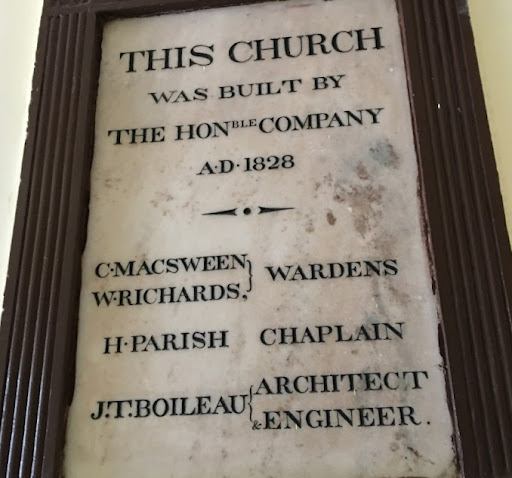 THIS CHURCH
WAS BUILT BY
THE HONBLE COMPANY
A·D·1828
C·MACSWEEN
W·RICHARDS, } WARDENS
H·PARISH CHAPLAIN
J.T.BOILEAU { ARCHITECT
& ENGINEER.